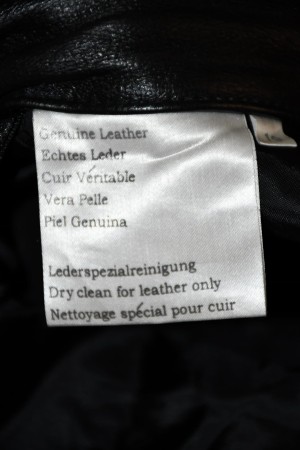 Genuine Leather
Echtes Leder
Cuir Véritable
Vera Pelle
Piel Genuina
Lederspezialreinigung
Dry clean for leather only
Nettoyage spécial pour cuir